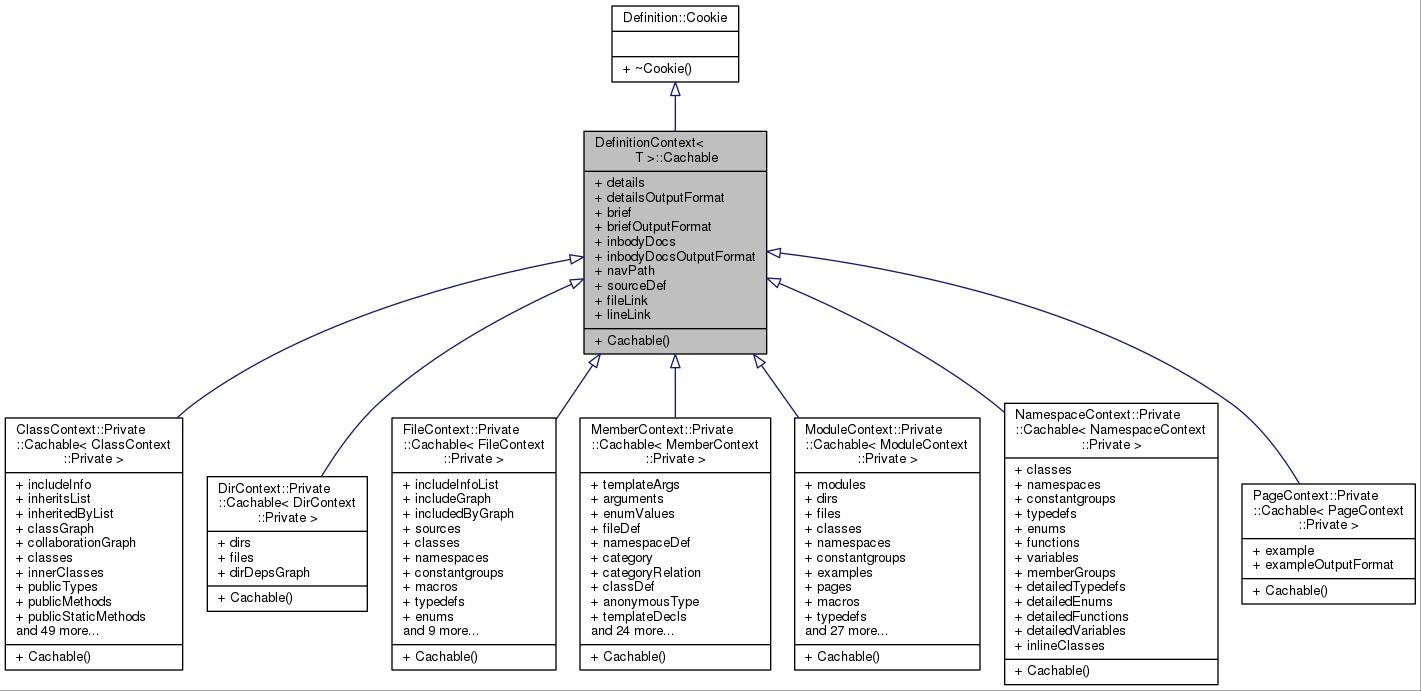 Definition::Cookie
+ ~Cookie()
DefinitionContext<
T >::Cachable
+ details
+ detailsOutputFormat
+ brief
+ briefOutputFormat
+ inbodyDocs
+ inbodyDocsOutputFormat
+ navPath
+ sourceDef
+ fileLink
+ lineLink
+ Cachable()
ClassContext::Private
::Cachable< ClassContext
::Private >
+ includeInfo
+ inheritsList
+ inheritedByList
+ classGraph
+ collaborationGraph
+ classes
+ innerClasses
+ publicTypes
+ publicMethods
+ publicStaticMethods
and 49 more...
+ Cachable()
DirContext::Private
::Cachable< DirContext
::Private >
+ dirs
+ files
+ dirDepsGraph
+ Cachable()
FileContext::Private
::Cachable< FileContext
::Private >
+ includeInfoList
+ includeGraph
+ includedByGraph
+ sources
+ classes
+ namespaces
+ constantgroups
+ macros
+ typedefs
+ enums
and 9 more...
+ Cachable()
MemberContext::Private
::Cachable< MemberContext
::Private >
+ templateArgs
+ arguments
+ enumValues
+ fileDef
+ namespaceDef
+ category
+ categoryRelation
+ classDef
+ anonymousType
+ templateDecls
and 24 more...
+ Cachable()
ModuleContext::Private
::Cachable< ModuleContext
::Private >
+ modules
+ dirs
+ files
+ classes
+ namespaces
+ constantgroups
+ examples
+ pages
+ macros
+ typedefs
and 27 more...
+ Cachable()
NamespaceContext::Private
::Cachable< NamespaceContext
::Private >
+ classes
+ namespaces
+ constantgroups
+ typedefs
+ enums
+ functions
+ variables
+ memberGroups
+ detailedTypedefs
+ detailedEnums
+ detailedFunctions
+ detailedVariables
+ inlineClasses
+ Cachable()
PageContext::Private
::Cachable< PageContext
::Private >
+ example
+ exampleOutputFormat
+ Cachable()